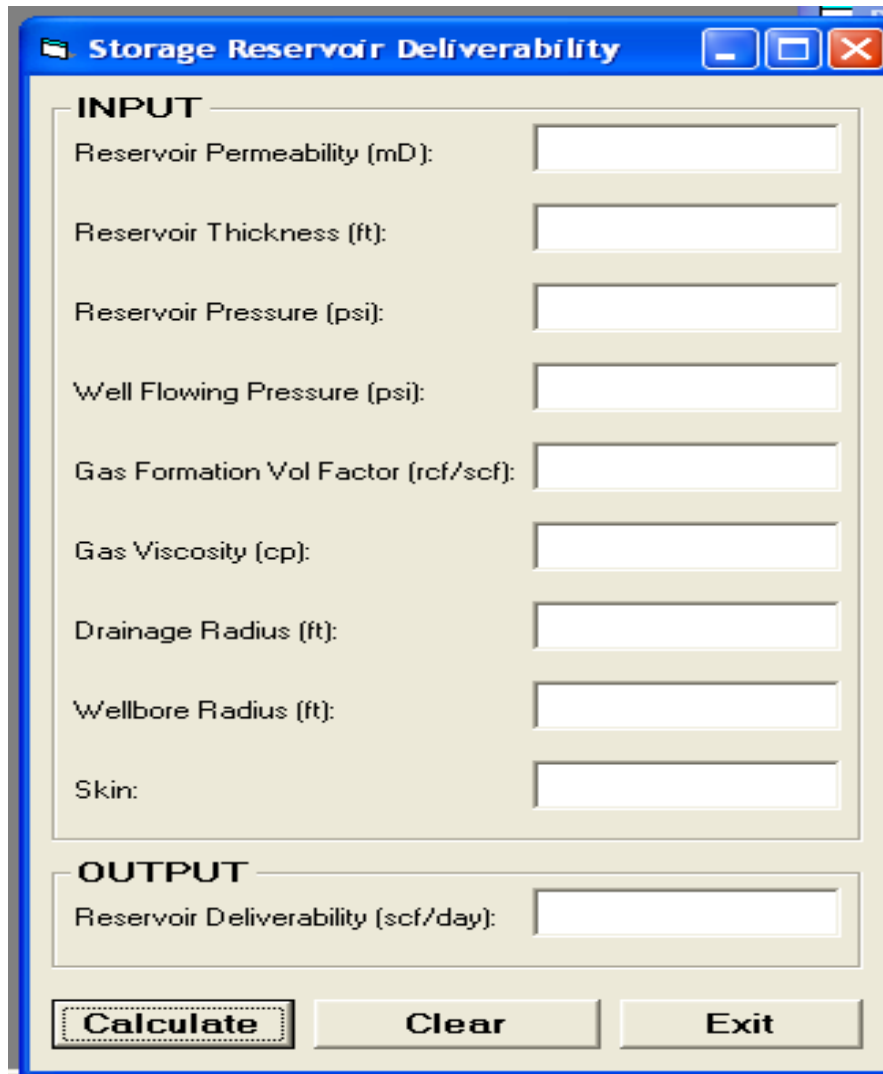 Storage Reservoir Deliverability
INPUT
Reservoir Permeability (mD):
Reservoir Thickness (ft):
Reservoir Pressure (psi):
Well Flowing Pressure (psi):
Gas Formation Vol Factor (rcf/scf):
Gas Viscosity (cp):
Drainage Radius (ft):
Wellbore Radius (ft):
Skin:
OUTPUT
Reservoir Deliverability (scf/day):
Calculate Clear Exit